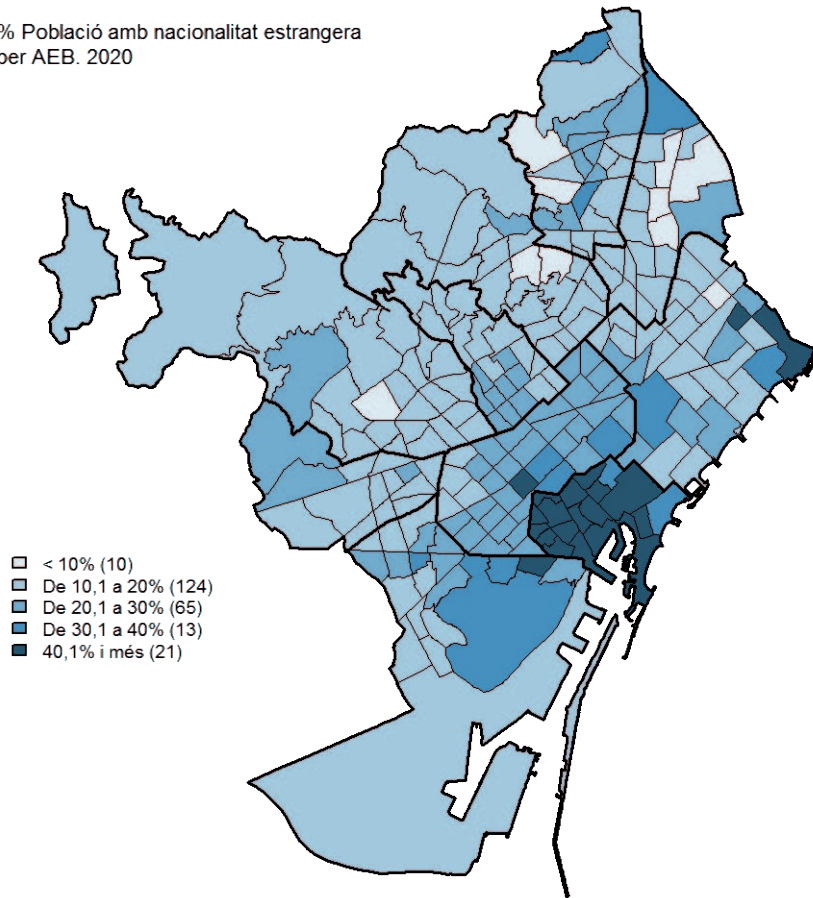 % Població amb nacionalitat estrangera
per AEB. 2020
< 10% (10)
De 10,1 a 20% (124)
De 20,1 a 30% (65)
De 30,1 a 40% (13)
40,1% i més (21)